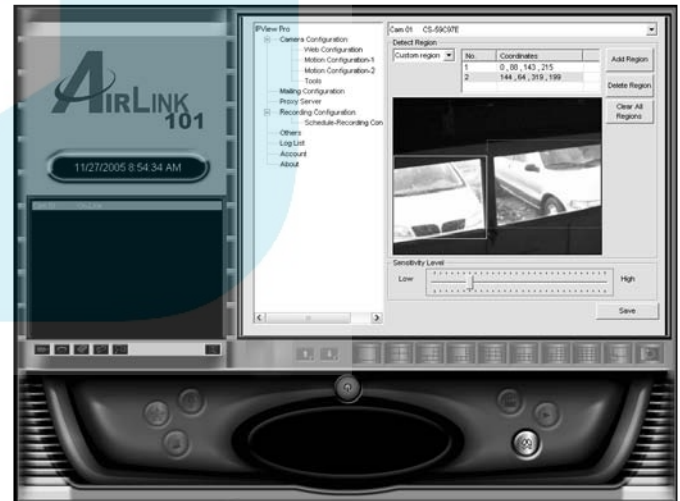 AIRLINK
101
11/27/2005 8:54:34 AM
IPView Pro
Camera Configuration
Web Configuration
Motion Configuration-1
Motion Configuration-2
Tools
Mailing Configuration
Proxy Server
Recording Configuration
Schedule-Recording Con
Others
Log List
Account
About
Cam 01 CS-59C97E
Detect Region
Custom region
No. Coordinates
1 0 , 88 , 143 , 215
2 144 , 64 , 319 , 199
Add Region
Delete Region
Clear All
Regions
Sensitivity Level
Low
High
Save